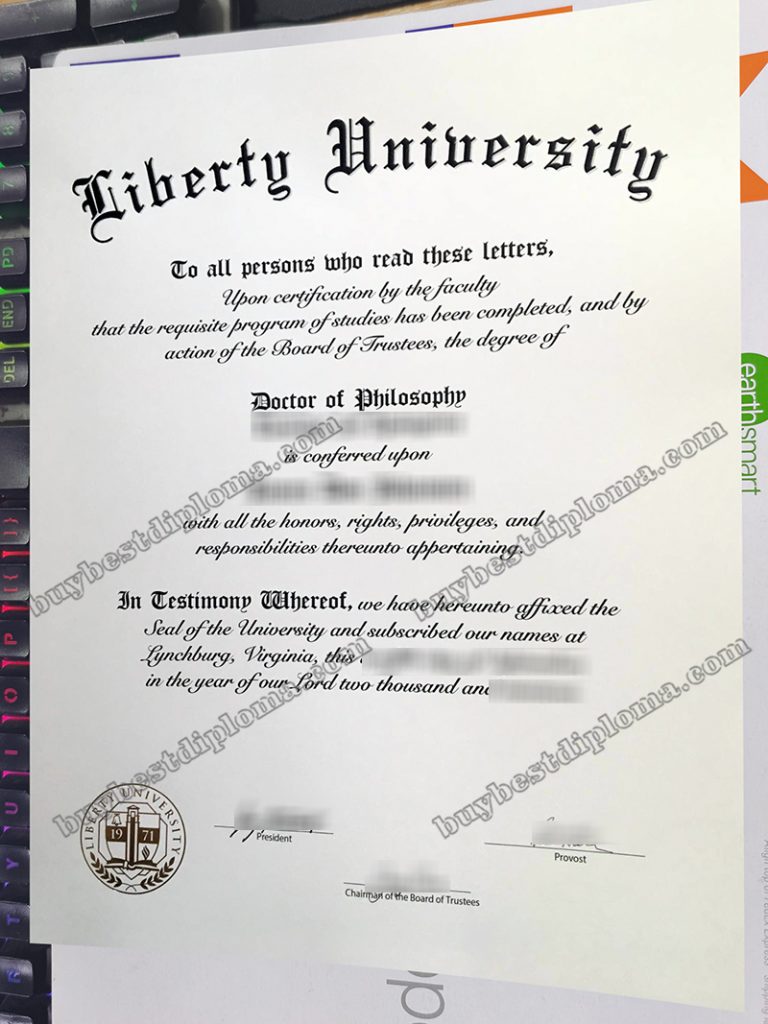 Liberty University
To all persons who read these letters,
Upon certification by the faculty
that the requisite program of studies has been completed, and by
action of the Board of Trustees, the degree of
Doctor of Philosophy
is conferred upon
with all the honors, rights, privileges, and
responsibilities thereunto appertaining.
In Testimony Whereof, we have hereunto affixed the
Seal of the University and subscribed our names at
Lynchburg, Virginia, this
in the year of our Lord two thousand and
LIBERTY UNIVERSITY
19 71
President
Provost
Chairman of the Board of Trustees
buybestdiploma.com
buybestdiploma.com
buybestdiploma.com
buybestdiploma.com
earthsmart
PD
END
DEL
P
O
I
U
Y
T
R